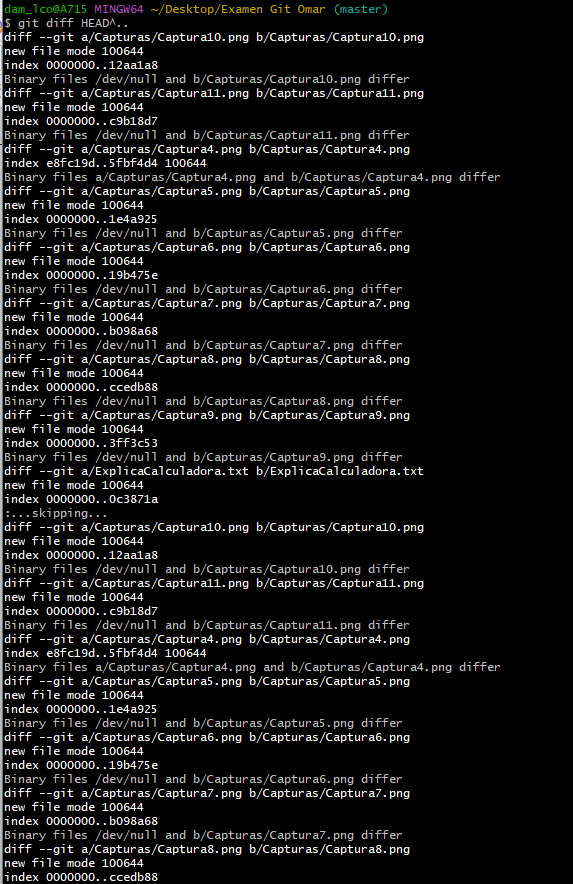 dam_lco@A715 MINGW64 ~/Desktop/Examen Git Omar (master)
$ git diff HEAD^..
diff --git a/Capturas/Captura10.png b/Capturas/Captura10.png
new file mode 100644
index 0000000..12aa1a8
Binary files /dev/null and b/Capturas/Captura10.png differ
diff --git a/Capturas/Captura11.png b/Capturas/Captura11.png
new file mode 100644
index 0000000..c9b18d7
Binary files /dev/null and b/Capturas/Captura11.png differ
diff --git a/Capturas/Captura4.png b/Capturas/Captura4.png
index e8fc19d..5fbf4d4 100644
Binary files a/Capturas/Captura4.png and b/Capturas/Captura4.png differ
diff --git a/Capturas/Captura5.png b/Capturas/Captura5.png
new file mode 100644
index 0000000..1e4a925
Binary files /dev/null and b/Capturas/Captura5.png differ
diff --git a/Capturas/Captura6.png b/Capturas/Captura6.png
new file mode 100644
index 0000000..19b475e
Binary files /dev/null and b/Capturas/Captura6.png differ
diff --git a/Capturas/Captura7.png b/Capturas/Captura7.png
new file mode 100644
index 0000000..b098a68
Binary files /dev/null and b/Capturas/Captura7.png differ
diff --git a/Capturas/Captura8.png b/Capturas/Captura8.png
new file mode 100644
index 0000000..ccedb88
Binary files /dev/null and b/Capturas/Captura8.png differ
diff --git a/Capturas/Captura9.png b/Capturas/Captura9.png
new file mode 100644
index 0000000..3ff3c53
Binary files /dev/null and b/Capturas/Captura9.png differ
diff --git a/ExplicaCalculadora.txt b/ExplicaCalculadora.txt
new file mode 100644
index 0000000..0c3871a
:...skipping...
diff --git a/Capturas/Captura10.png b/Capturas/Captura10.png
new file mode 100644
index 0000000..12aa1a8
Binary files /dev/null and b/Capturas/Captura10.png differ
diff --git a/Capturas/Captura11.png b/Capturas/Captura11.png
new file mode 100644
index 0000000..c9b18d7
Binary files /dev/null and b/Capturas/Captura11.png differ
diff --git a/Capturas/Captura4.png b/Capturas/Captura4.png
index e8fc19d..5fbf4d4 100644
Binary files a/Capturas/Captura4.png and b/Capturas/Captura4.png differ
diff --git a/Capturas/Captura5.png b/Capturas/Captura5.png
new file mode 100644
index 0000000..1e4a925
Binary files /dev/null and b/Capturas/Captura5.png differ
diff --git a/Capturas/Captura6.png b/Capturas/Captura6.png
new file mode 100644
index 0000000..19b475e
Binary files /dev/null and b/Capturas/Captura6.png differ
diff --git a/Capturas/Captura7.png b/Capturas/Captura7.png
new file mode 100644
index 0000000..b098a68
Binary files /dev/null and b/Capturas/Captura7.png differ
diff --git a/Capturas/Captura8.png b/Capturas/Captura8.png
new file mode 100644
index 0000000..ccedb88